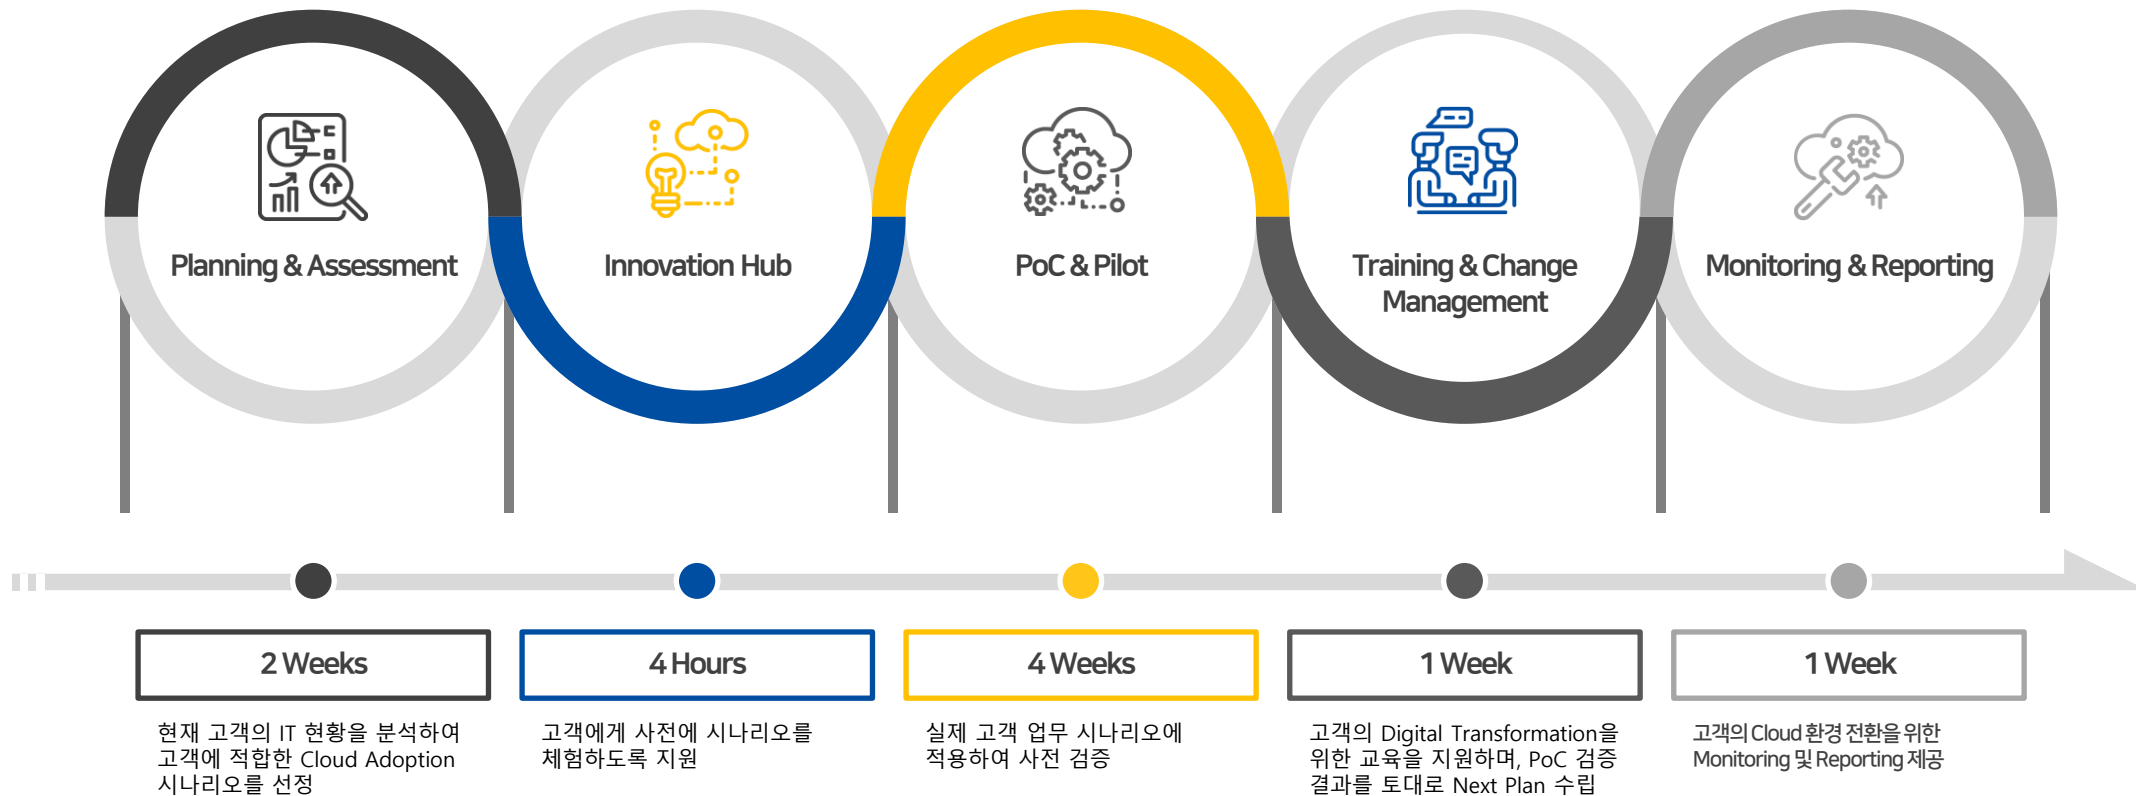 Planning & Assessment
Innovation Hub
PoC & Pilot
Training & Change
Management
Monitoring & Reporting
2 Weeks
4 Hours
4 Weeks
1 Week
1 Week
현재 고객의 IT 현황을 분석하여
고객에 적합한 Cloud Adoption
시나리오를 선정
고객에게 사전에 시나리오를
체험하도록 지원
실제 고객 업무 시나리오에
적용하여 사전 검증
고객의 Digital Transformation을
위한 교육을 지원하며, PoC 검증
결과를 토대로 Next Plan 수립
고객의 Cloud 환경 전환을 위한
Monitoring 및 Reporting 제공